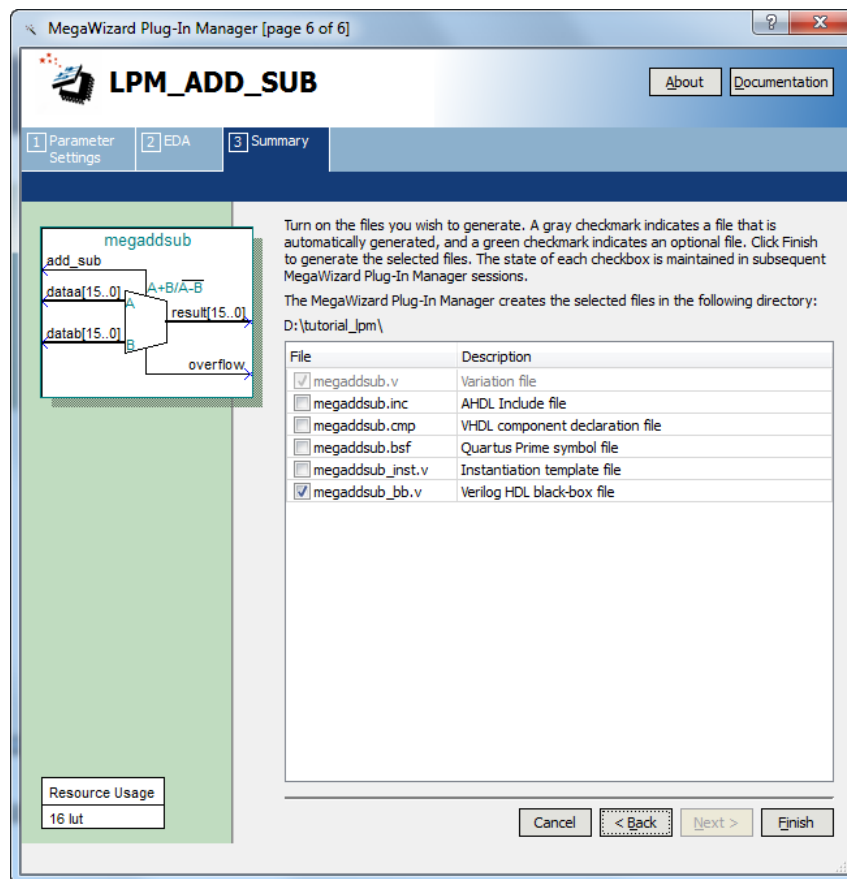 MegaWizard Plug-In Manager [page 6 of 6]
?
X
LPM_ADD_SUB
About
Documentation
1 Parameter
Settings
2 EDA
3 Summary
megaddsub
add_sub
A+B/A-B
dataa[15..0]
A
result[15..0]
datab[15..0]
B
overflow
Turn on the files you wish to generate. A gray checkmark indicates a file that is
automatically generated, and a green checkmark indicates an optional file. Click Finish
to generate the selected files. The state of each checkbox is maintained in subsequent
MegaWizard Plug-In Manager sessions.
The MegaWizard Plug-In Manager creates the selected files in the following directory:
D:\tutorial_lpm\
File Description
megaddsub.v Variation file
megaddsub.inc AHDL Include file
megaddsub.cmp VHDL component declaration file
megaddsub.bsf Quartus Prime symbol file
megaddsub_inst.v Instantiation template file
megaddsub_bb.v Verilog HDL black-box file
Resource Usage
16 lut
Cancel
< Back
Next >
Finish